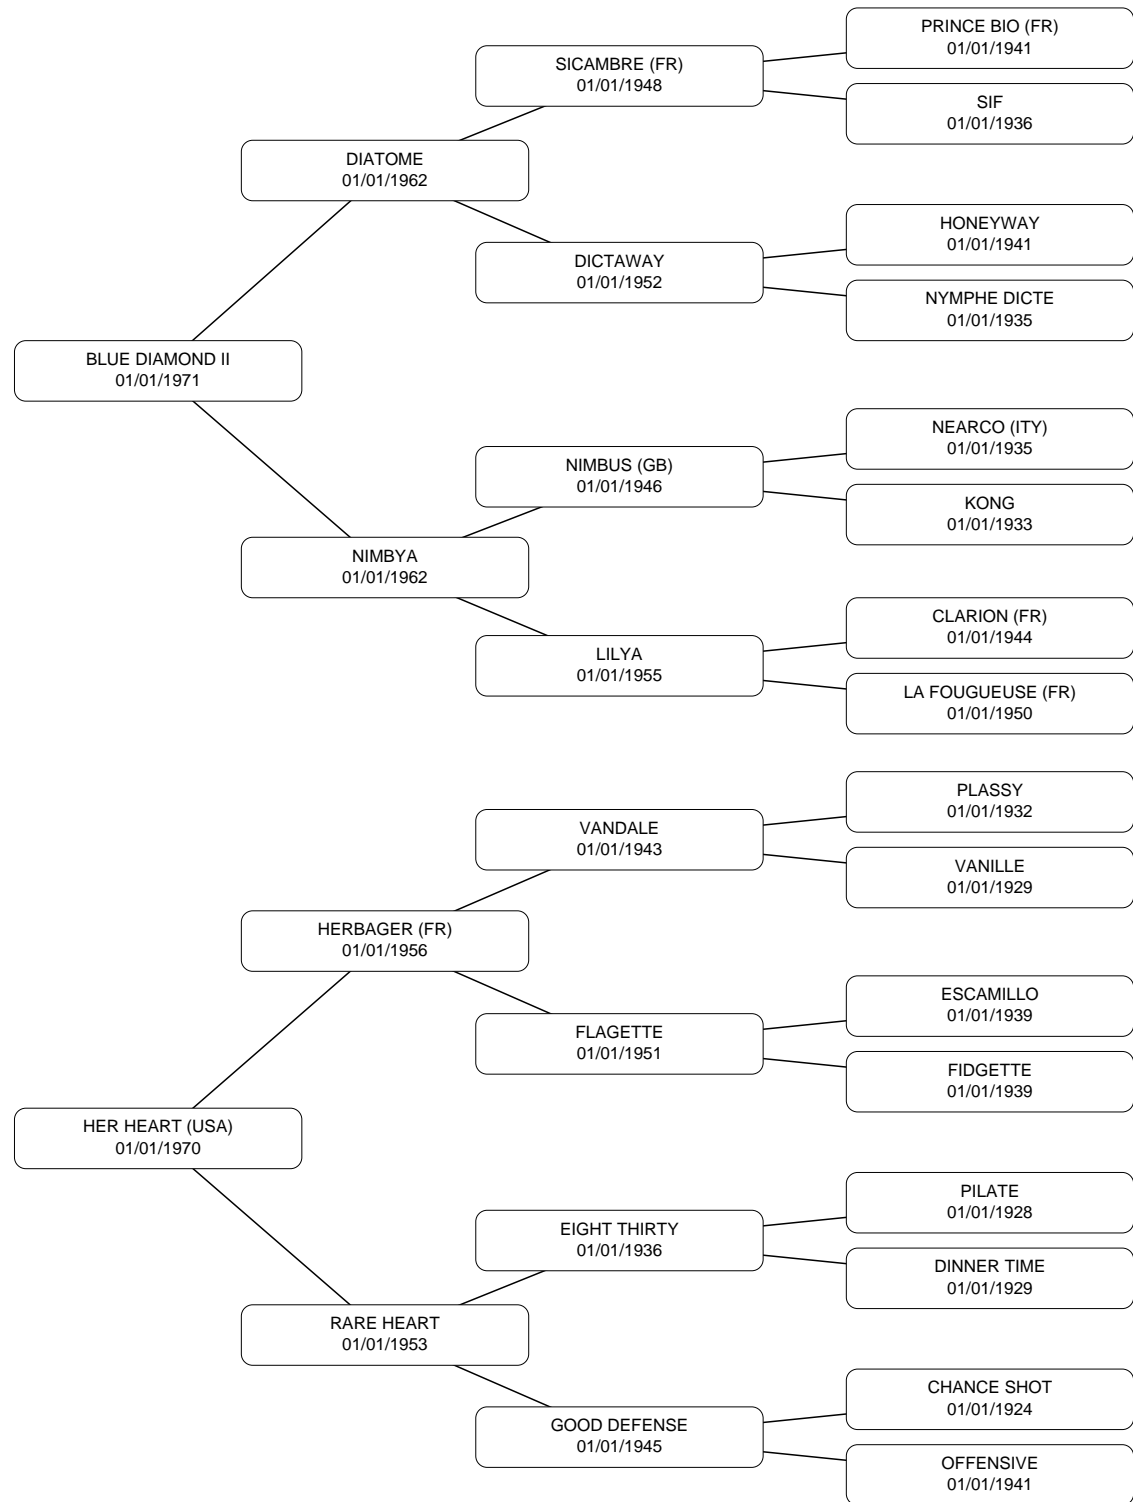 PRINCE BIO (FR)
01/01/1941
SICAMBRE (FR)
01/01/1948
SIF
01/01/1936
DIATOME
01/01/1962
HONEYWAY
01/01/1941
DICTAWAY
01/01/1952
NYMPHE DICTE
01/01/1935
BLUE DIAMOND II
01/01/1971
NEARCO (ITY)
01/01/1935
NIMBUS (GB)
01/01/1946
KONG
01/01/1933
NIMBYA
01/01/1962
CLARION (FR)
01/01/1944
LILYA
01/01/1955
LA FOUGUEUSE (FR)
01/01/1950
PLASSY
01/01/1932
VANDALE
01/01/1943
VANILLE
01/01/1929
HERBAGER (FR)
01/01/1956
ESCAMILLO
01/01/1939
FLAGETTE
01/01/1951
FIDGETTE
01/01/1939
HER HEART (USA)
01/01/1970
PILATE
01/01/1928
EIGHT THIRTY
01/01/1936
DINNER TIME
01/01/1929
RARE HEART
01/01/1953
CHANCE SHOT
01/01/1924
GOOD DEFENSE
01/01/1945
OFFENSIVE
01/01/1941